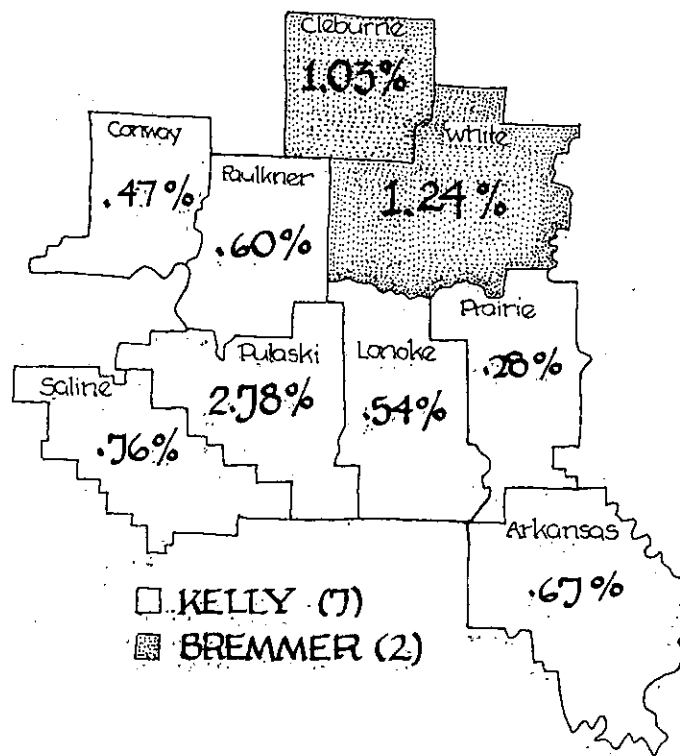 Cleburne
1.03%
White
1.24%
Conway
.47%
Faulkner
.60%
Prairie
.28%
Pulaski
2.78%
Lonoke
.54%
Saline
.76%
Arkansas
.67%
KELLY (7)
BREMMER (2)